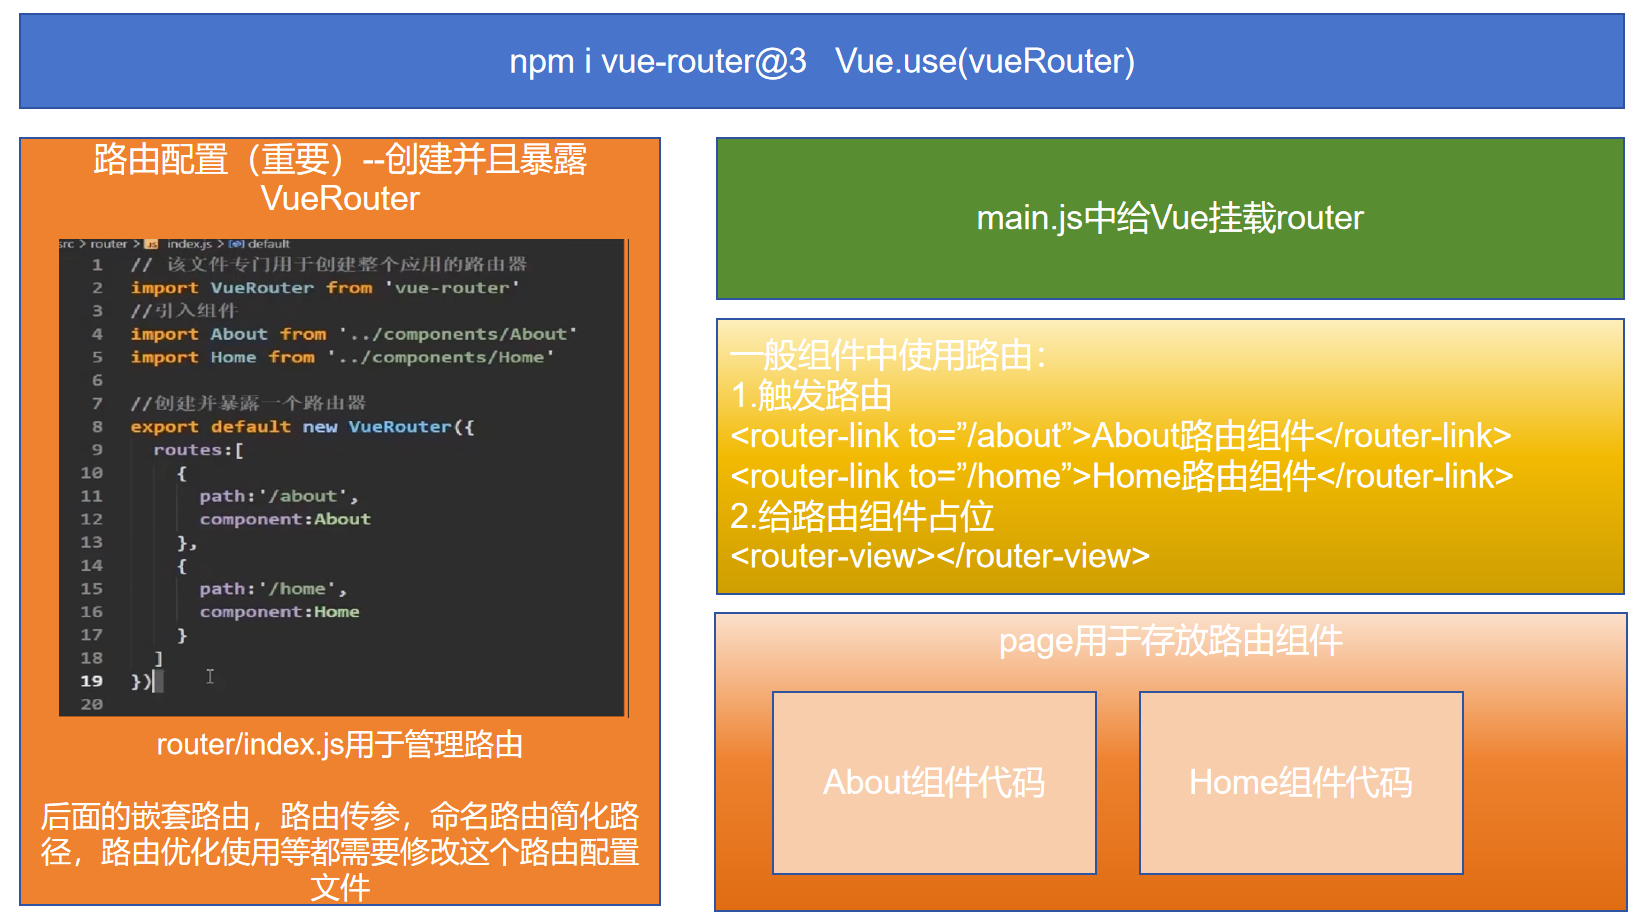 npm i vue-router@3   Vue.use(vueRouter)
路由配置（重要）--创建并且暴露
VueRouter
src > router > JS index.js > default
1 // 该文件专门用于创建整个应用的路由器
2 import VueRouter from 'vue-router'
3 //引入组件
4 import About from '../components/About'
5 import Home from '../components/Home'
6
7 //创建并暴露一个路由器
8 export default new VueRouter({
9   routes:[
10     {
11       path:'/about',
12       component:About
13     },
14     {
15       path:'/home',
16       component:Home
17     }
18   ]
19 })
20
router/index.js用于管理路由
后面的嵌套路由，路由传参，命名路由简化路
径，路由优化使用等都需要修改这个路由配置
文件
main.js中给Vue挂载router
一般组件中使用路由：
1.触发路由
<router-link to=”/about”>About路由组件</router-link>
<router-link to=”/home”>Home路由组件</router-link>
2.给路由组件占位
<router-view></router-view>
page用于存放路由组件
About组件代码
Home组件代码